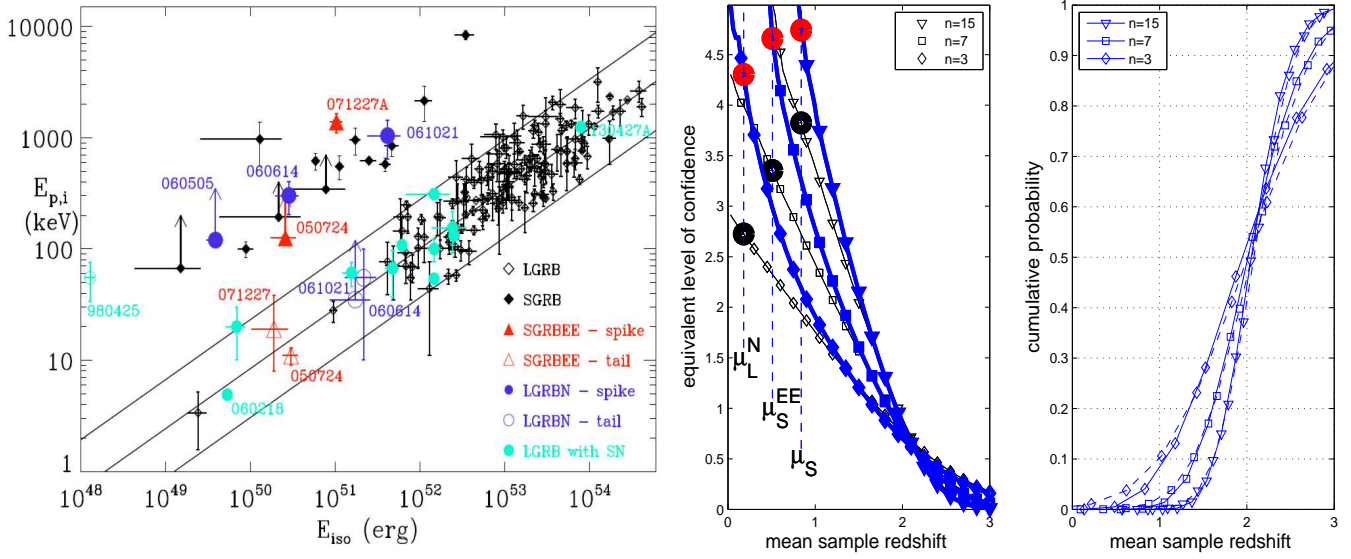 10000
1000
100
10
1
E_{p,i}
(keV)
071227A
061021
130427A
060614
060505
050724
980425
071227
061021
060614
050724
060218
LGRB
SGRB
SGRBEE – spike
SGRBEE – tail
LGRBN – spike
LGRBN – tail
LGRB with SN
10^{48} 10^{49} 10^{50} 10^{51} 10^{52} 10^{53} 10^{54}
E_{iso} (erg)
equivalent level of confidence
4.5
4
3.5
3
2.5
2
1.5
1
0.5
0
n=15
n=7
n=3
μ_L^N
μ_S^{EE}
μ_S
0 1 2 3
mean sample redshift
cumulative probability
1
0.9
0.8
0.7
0.6
0.5
0.4
0.3
0.2
0.1
0
n=15
n=7
n=3
0 1 2 3
mean sample redshift